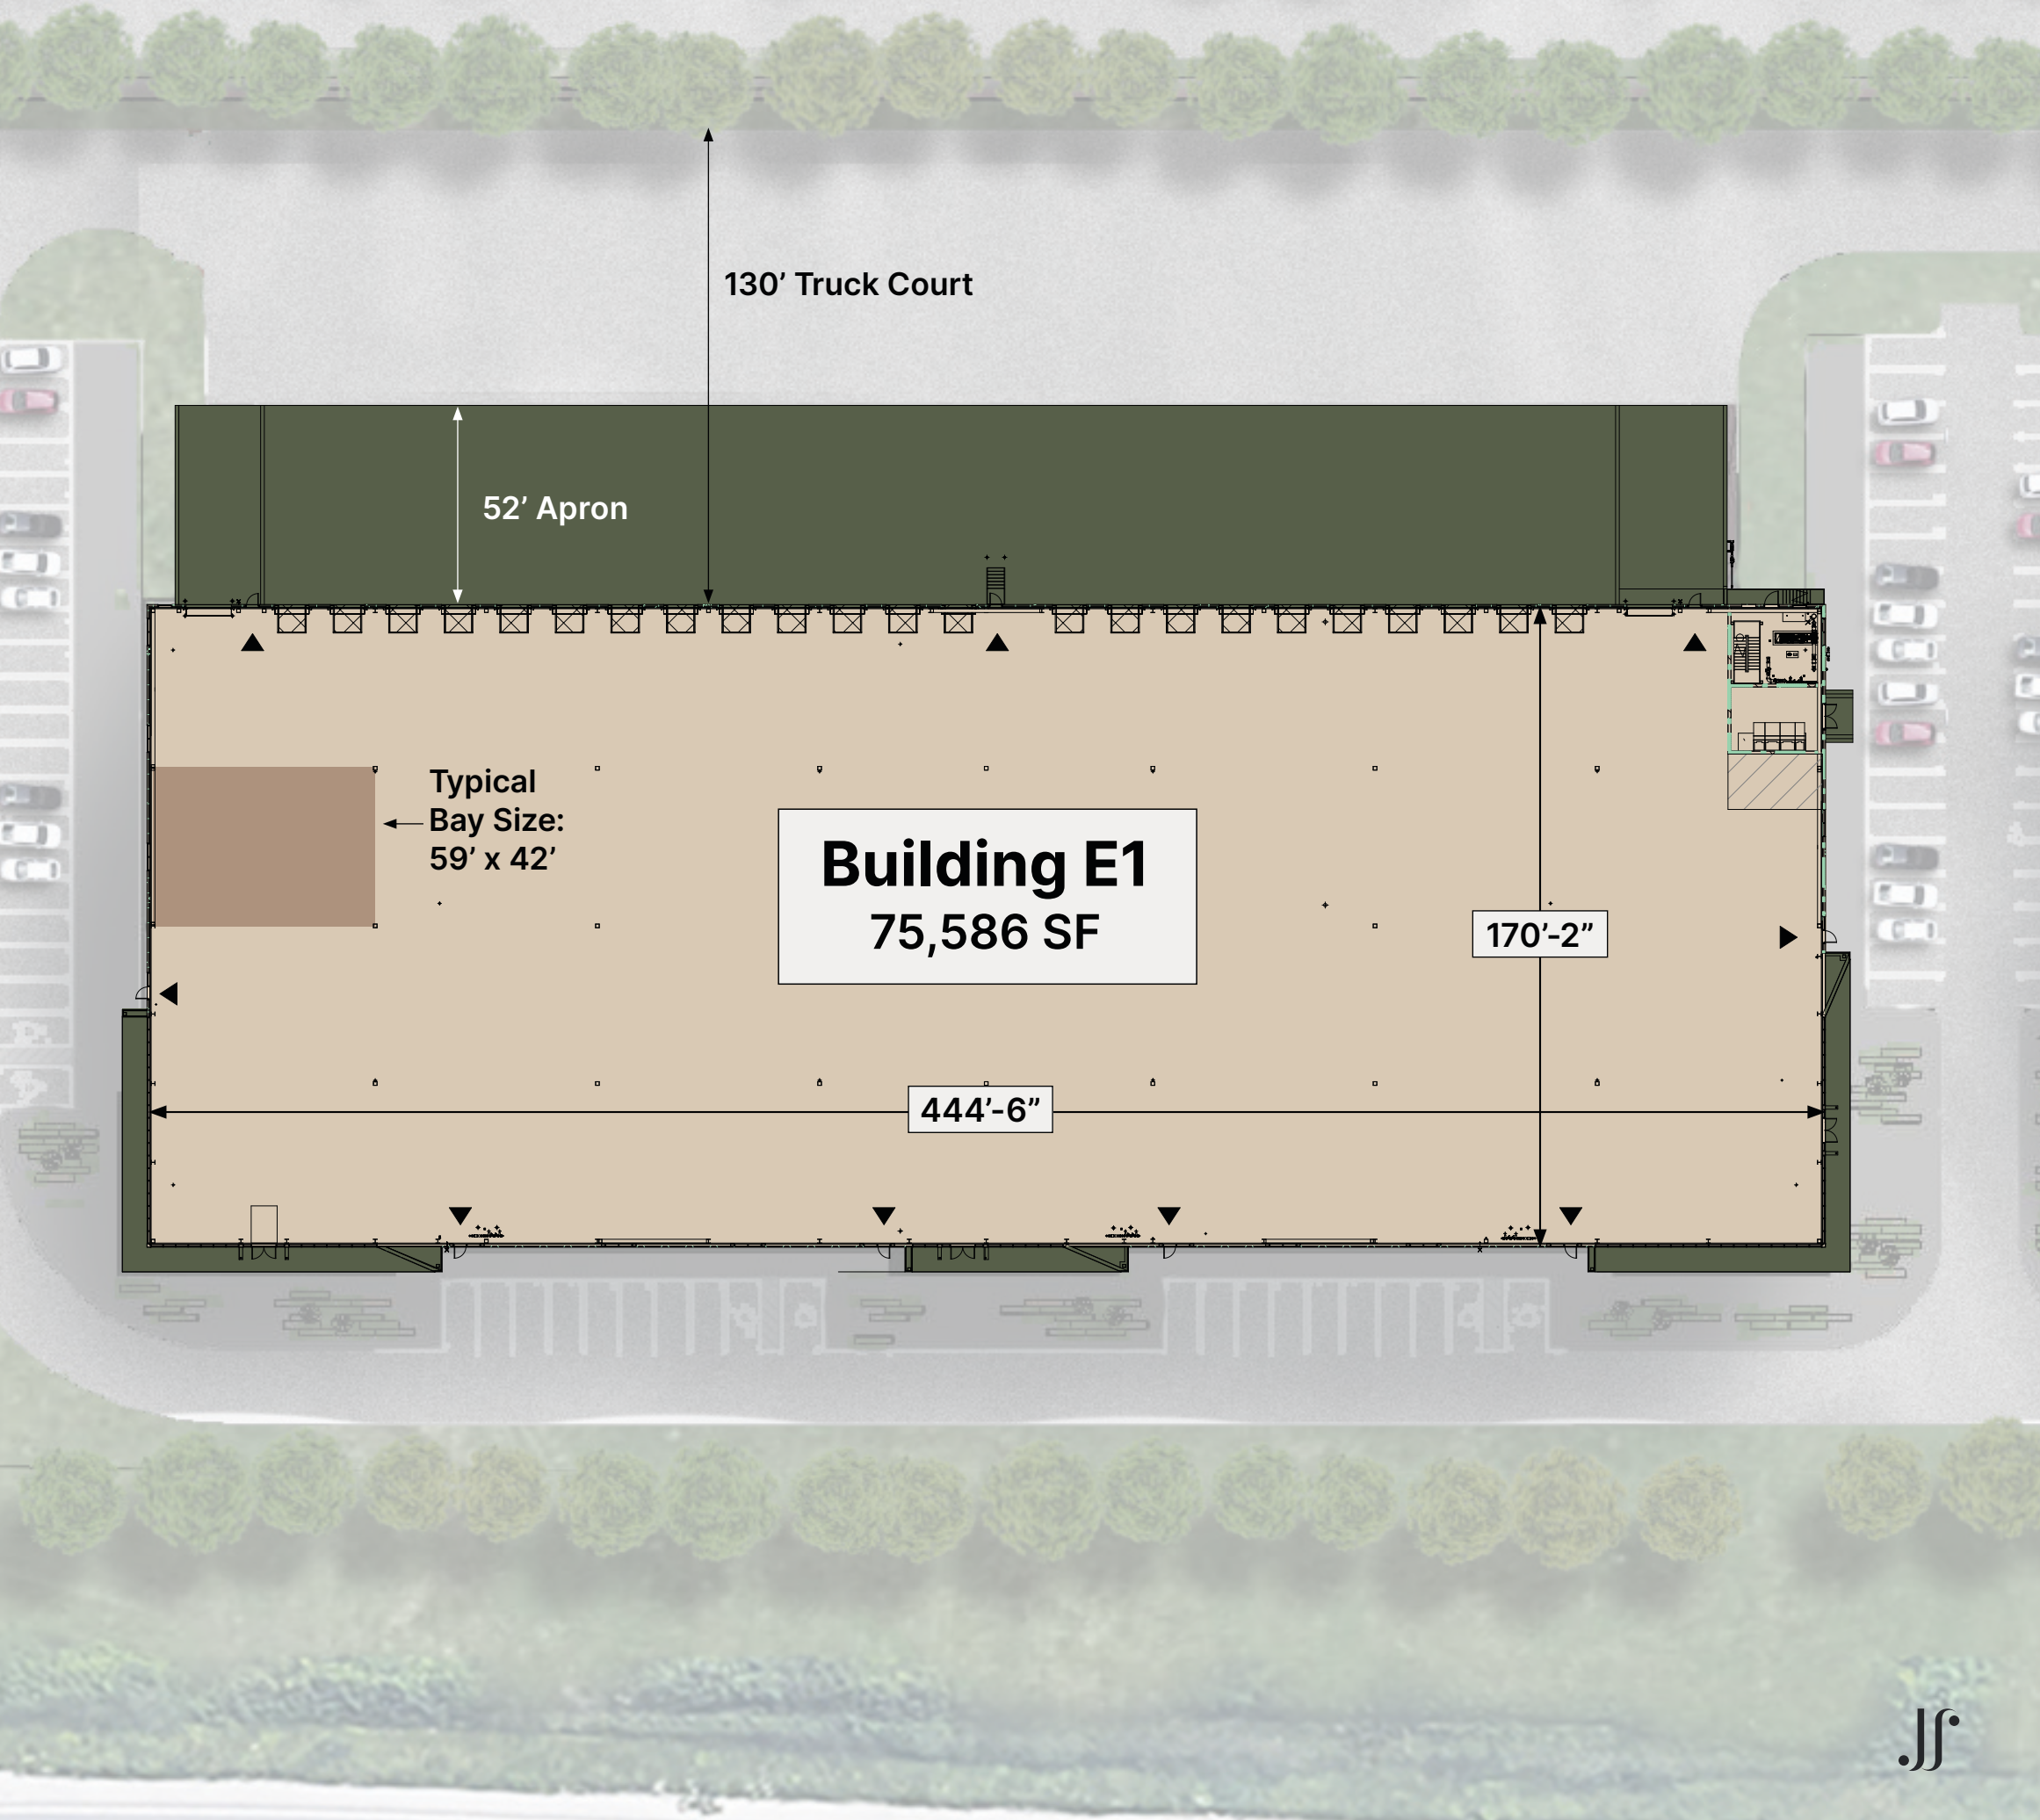 130’ Truck Court
52’ Apron
Typical
Bay Size:
59’ x 42’
Building E1
75,586 SF
170’-2”
444’-6”